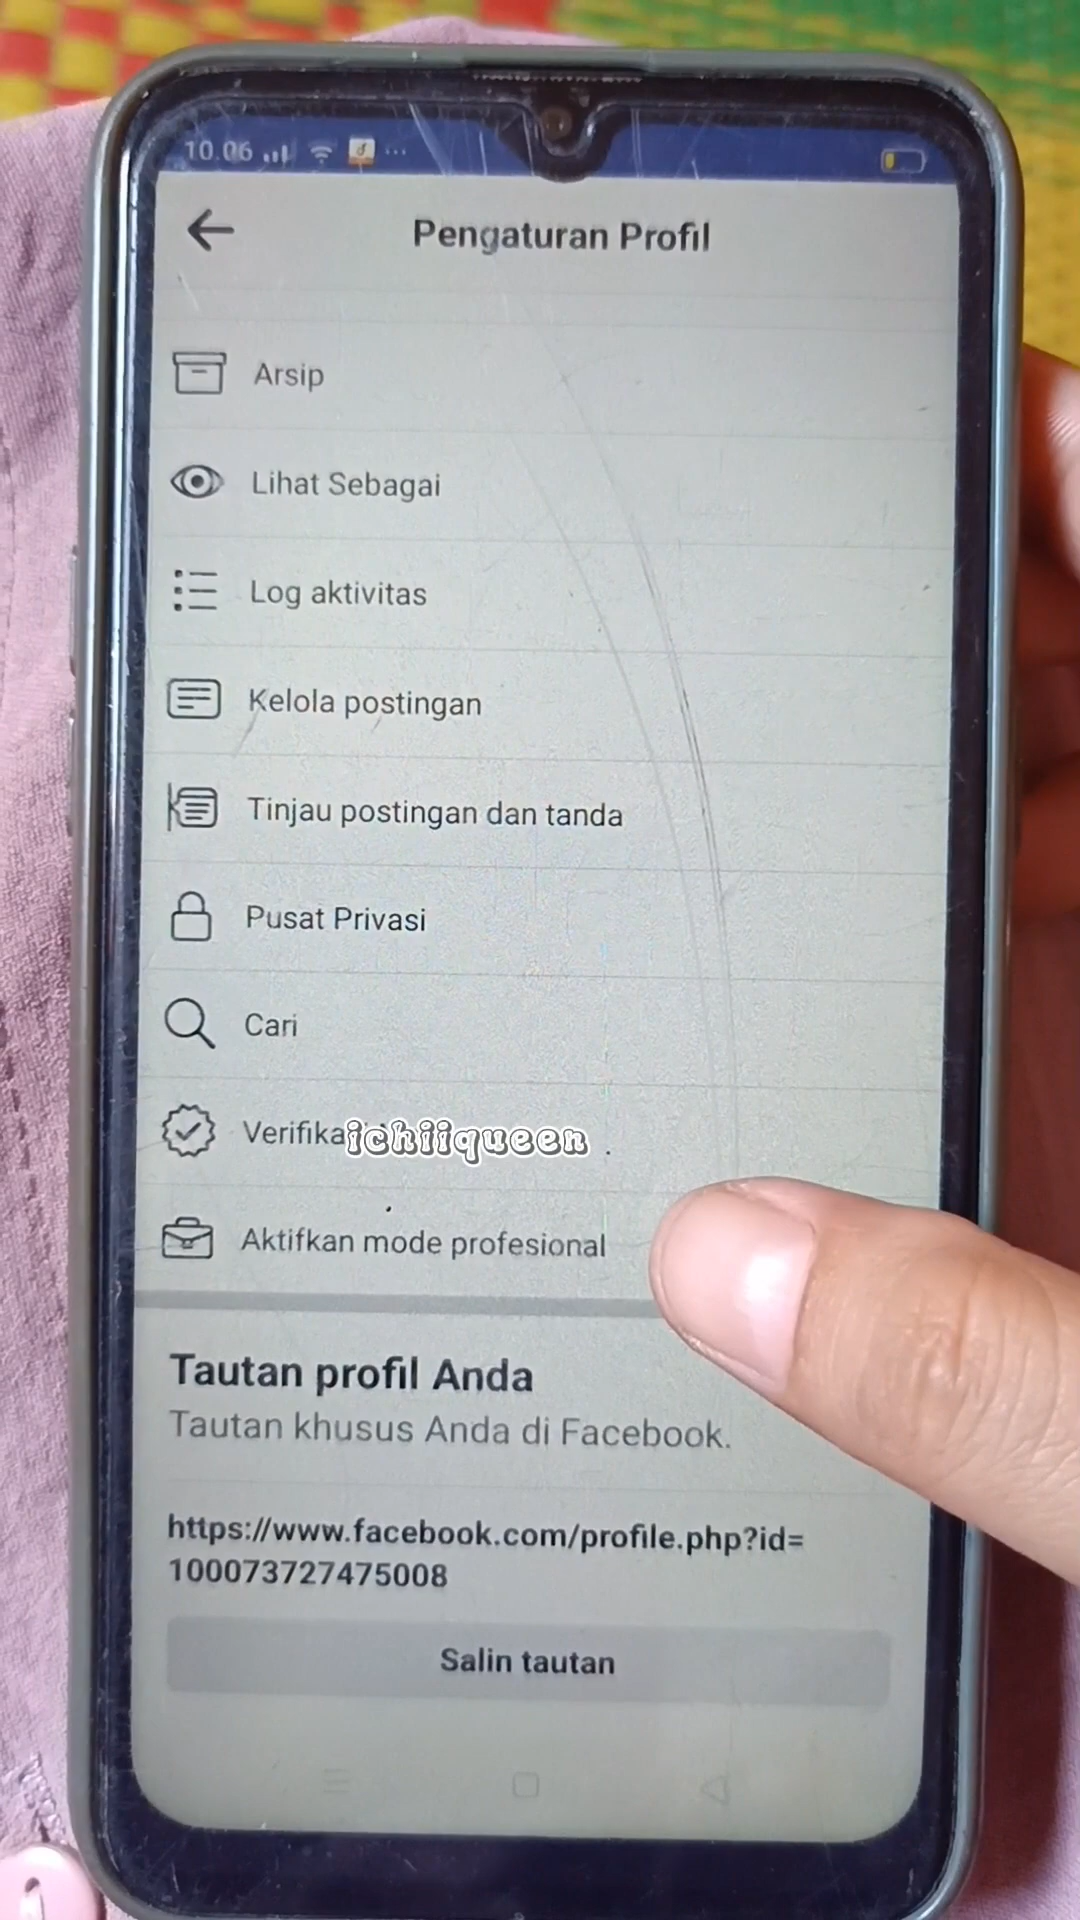 10.06
Pengaturan Profil
Arsip
Lihat Sebagai
Log aktivitas
Kelola postingan
Tinjau postingan dan tanda
Pusat Privasi
Cari
ichiiqueen
Aktifkan mode profesional
Tautan profil Anda
Tautan khusus Anda di Facebook.
https://www.facebook.com/profile.php?id=
100073727475008
Salin tautan